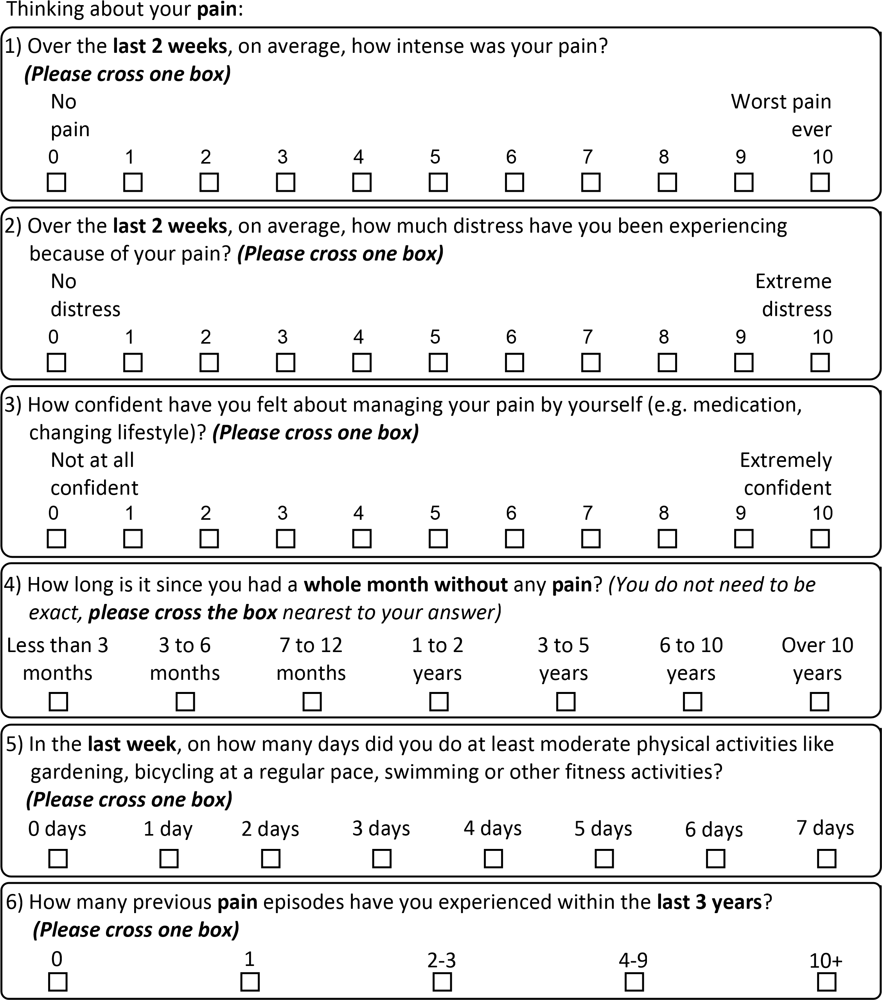 Thinking about your pain:
1) Over the last 2 weeks, on average, how intense was your pain?
(Please cross one box)
No Worst pain
pain ever
0 1 2 3 4 5 6 7 8 9 10
2) Over the last 2 weeks, on average, how much distress have you been experiencing
because of your pain? (Please cross one box)
No Extreme
distress distress
0 1 2 3 4 5 6 7 8 9 10
3) How confident have you felt about managing your pain by yourself (e.g. medication,
changing lifestyle)? (Please cross one box)
Not at all Extremely
confident confident
0 1 2 3 4 5 6 7 8 9 10
4) How long is it since you had a whole month without any pain? (You do not need to be
exact, please cross the box nearest to your answer)
Less than 3 3 to 6 7 to 12 1 to 2 3 to 5 6 to 10 Over 10
months months months years years years years
5) In the last week, on how many days did you do at least moderate physical activities like
gardening, bicycling at a regular pace, swimming or other fitness activities?
(Please cross one box)
0 days 1 day 2 days 3 days 4 days 5 days 6 days 7 days
6) How many previous pain episodes have you experienced within the last 3 years?
(Please cross one box)
0 1 2-3 4-9 10+